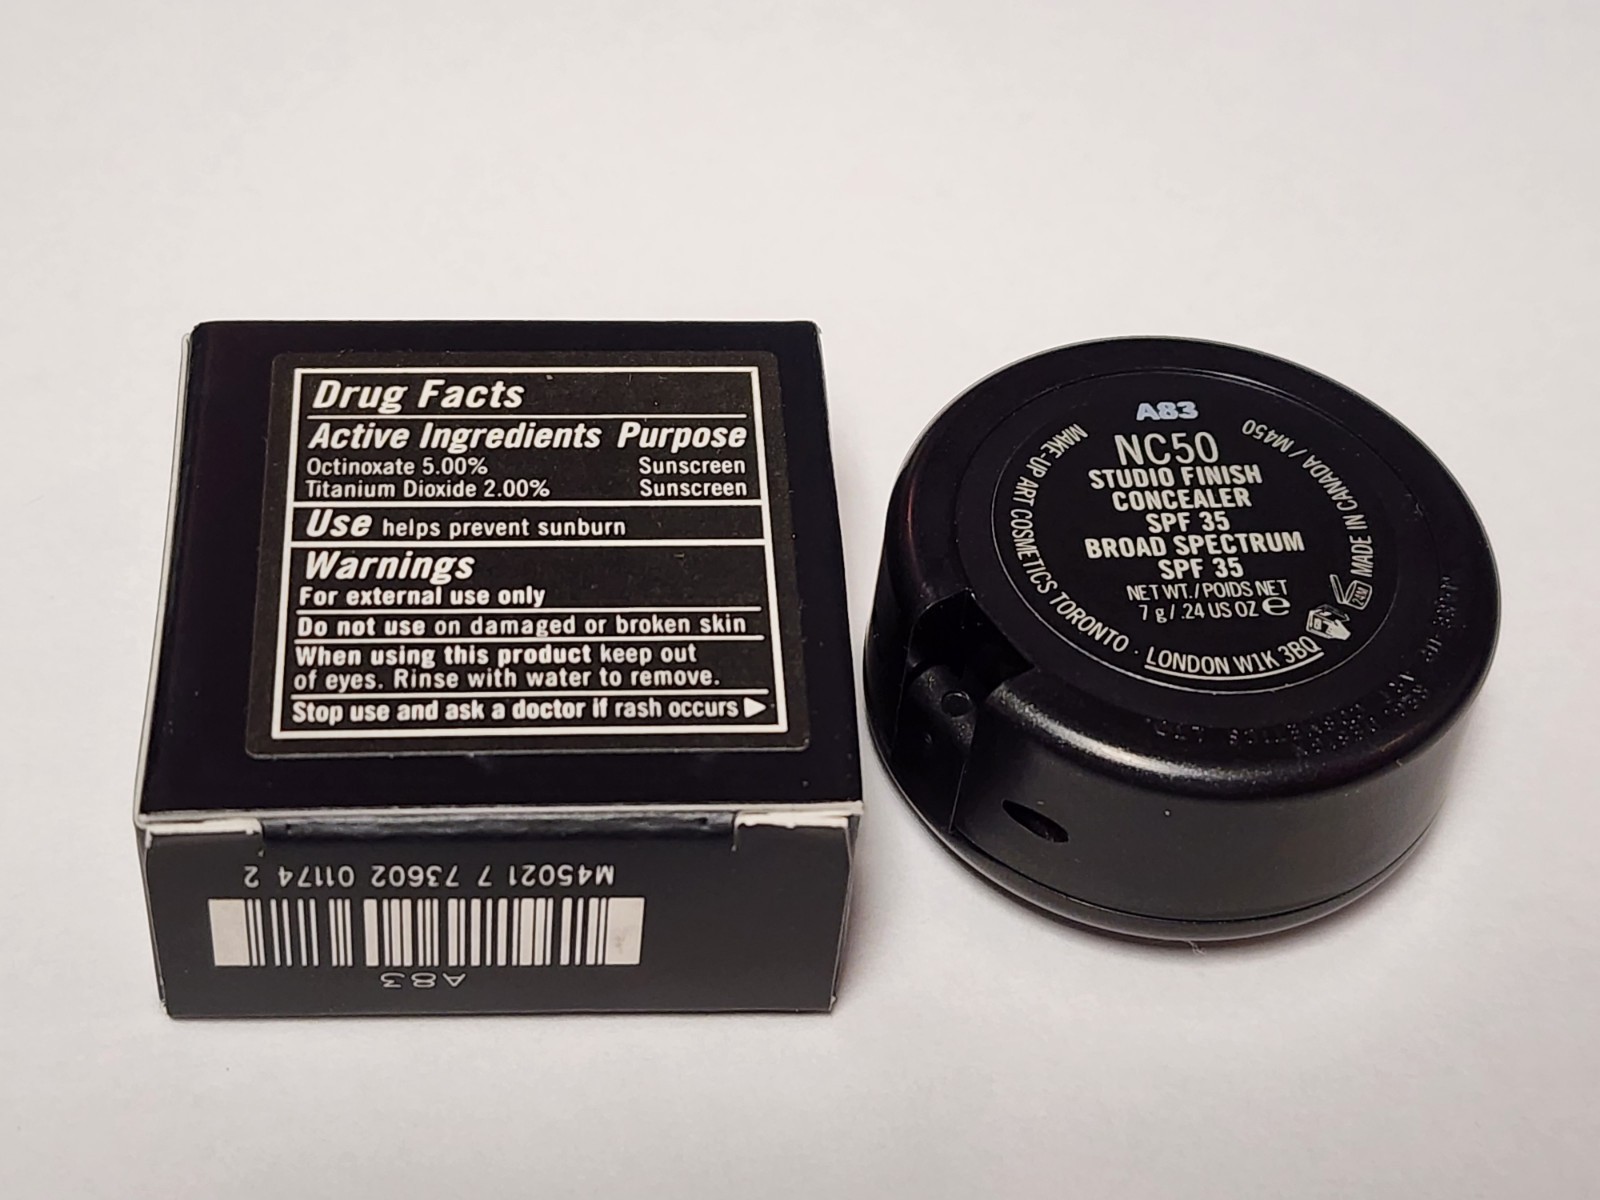 Drug Facts
Active Ingredients Purpose
Octinoxate 5.00% Sunscreen
Titanium Dioxide 2.00% Sunscreen
Use helps prevent sunburn
Warnings
For external use only
Do not use on damaged or broken skin
When using this product keep out
of eyes. Rinse with water to remove.
Stop use and ask a doctor if rash occurs
M45021 7 73602 01174 2
A83
A83
NC50
STUDIO FINISH
CONCEALER
SPF 35
BROAD SPECTRUM
SPF 35
NET WT./POIDS NET
7 g/.24 US OZ e
MAKE-UP ART COSMETICS TORONTO · LONDON W1K 3BQ
24M
MADE IN CANADA / M450